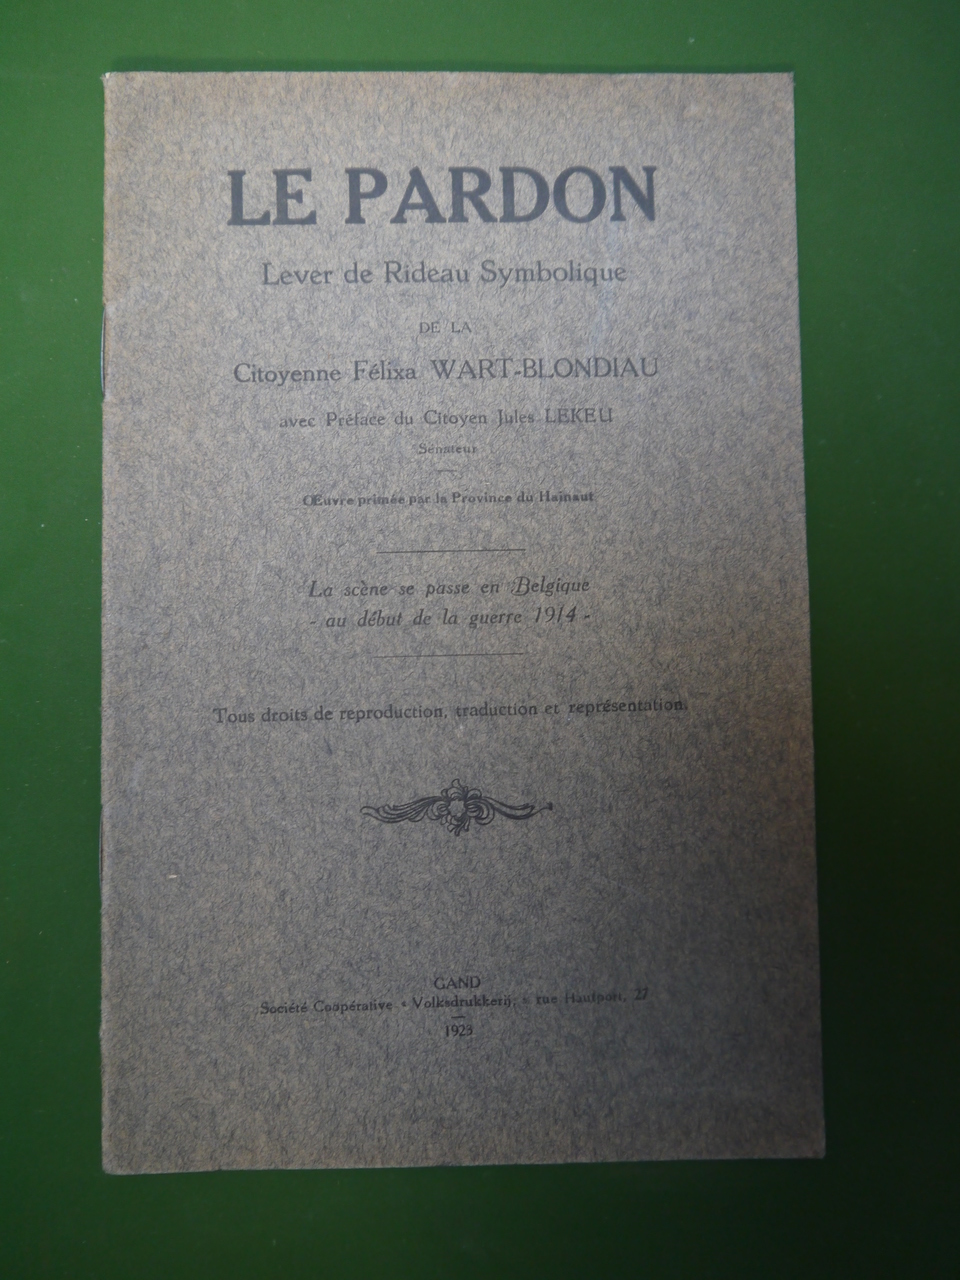 LE PARDON
Lever de Rideau Symbolique
DE LA
Citoyenne Félixa WART-BLONDIAU
avec Préface du Citoyen Jules LEKEU
Sénateur
Œuvre primée par la Province du Hainaut
La scène se passe en Belgique
- au début de la guerre 1914 -
Tous droits de reproduction, traduction et représentation.
GAND
Société Coopérative « Volksdrukkerij, » rue Hautport, 27
1923